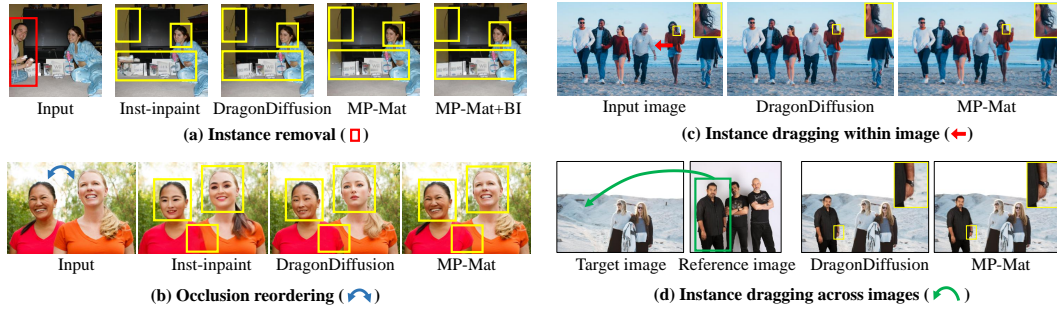 Input
Inst-inpaint
DragonDiffusion
MP-Mat
MP-Mat+BI
(a) Instance removal ( )
Input image
DragonDiffusion
MP-Mat
(c) Instance dragging within image ( )
Input
Inst-inpaint
DragonDiffusion
MP-Mat
(b) Occlusion reordering ( )
Target image
Reference image
DragonDiffusion
MP-Mat
(d) Instance dragging across images ( )